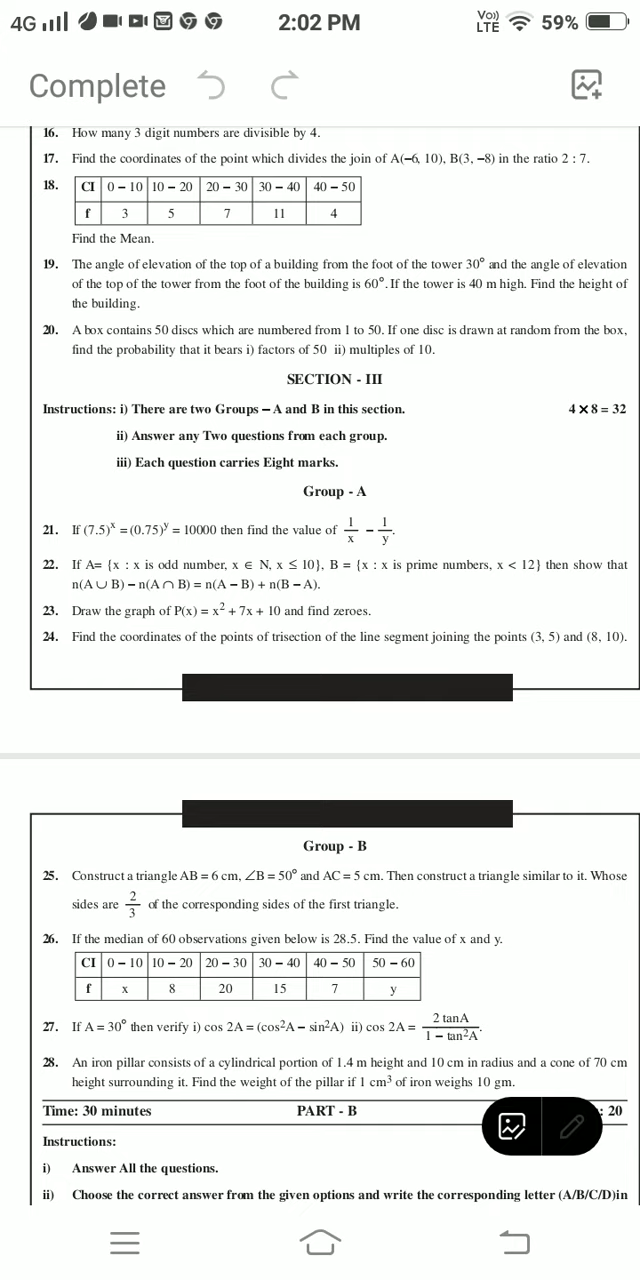 4G 2:02 PM Vo)) LTE 59%
Complete
16. How many 3 digit numbers are divisible by 4.
17. Find the coordinates of the point which divides the join of A(−6, 10), B(3, −8) in the ratio 2 : 7.
18. CI 0 − 10 10 − 20 20 − 30 30 − 40 40 − 50
f 3 5 7 11 4
Find the Mean.
19. The angle of elevation of the top of a building from the foot of the tower 30° and the angle of elevation
of the top of the tower from the foot of the building is 60°. If the tower is 40 m high. Find the height of
the building.
20. A box contains 50 discs which are numbered from 1 to 50. If one disc is drawn at random from the box,
find the probability that it bears i) factors of 50 ii) multiples of 10.
SECTION - III
Instructions: i) There are two Groups − A and B in this section. 4 × 8 = 32
ii) Answer any Two questions from each group.
iii) Each question carries Eight marks.
Group - A
21. If (7.5)^x = (0.75)^y = 10000 then find the value of 1/x − 1/y.
22. If A= {x : x is odd number, x ∈ N, x ≤ 10}, B = {x : x is prime numbers, x < 12} then show that
n(A ∪ B) − n(A ∩ B) = n(A − B) + n(B − A).
23. Draw the graph of P(x) = x² + 7x + 10 and find zeroes.
24. Find the coordinates of the points of trisection of the line segment joining the points (3, 5) and (8, 10).
Group - B
25. Construct a triangle AB = 6 cm, ∠B = 50° and AC = 5 cm. Then construct a triangle similar to it. Whose
sides are 2/3 of the corresponding sides of the first triangle.
26. If the median of 60 observations given below is 28.5. Find the value of x and y.
CI 0 − 10 10 − 20 20 − 30 30 − 40 40 − 50 50 − 60
f x 8 20 15 7 y
27. If A = 30° then verify i) cos 2A = (cos²A − sin²A) ii) cos 2A = 2 tanA / 1 − tan²A.
28. An iron pillar consists of a cylindrical portion of 1.4 m height and 10 cm in radius and a cone of 70 cm
height surrounding it. Find the weight of the pillar if 1 cm³ of iron weighs 10 gm.
Time: 30 minutes PART - B : 20
Instructions:
i) Answer All the questions.
ii) Choose the correct answer from the given options and write the corresponding letter (A/B/C/D)in